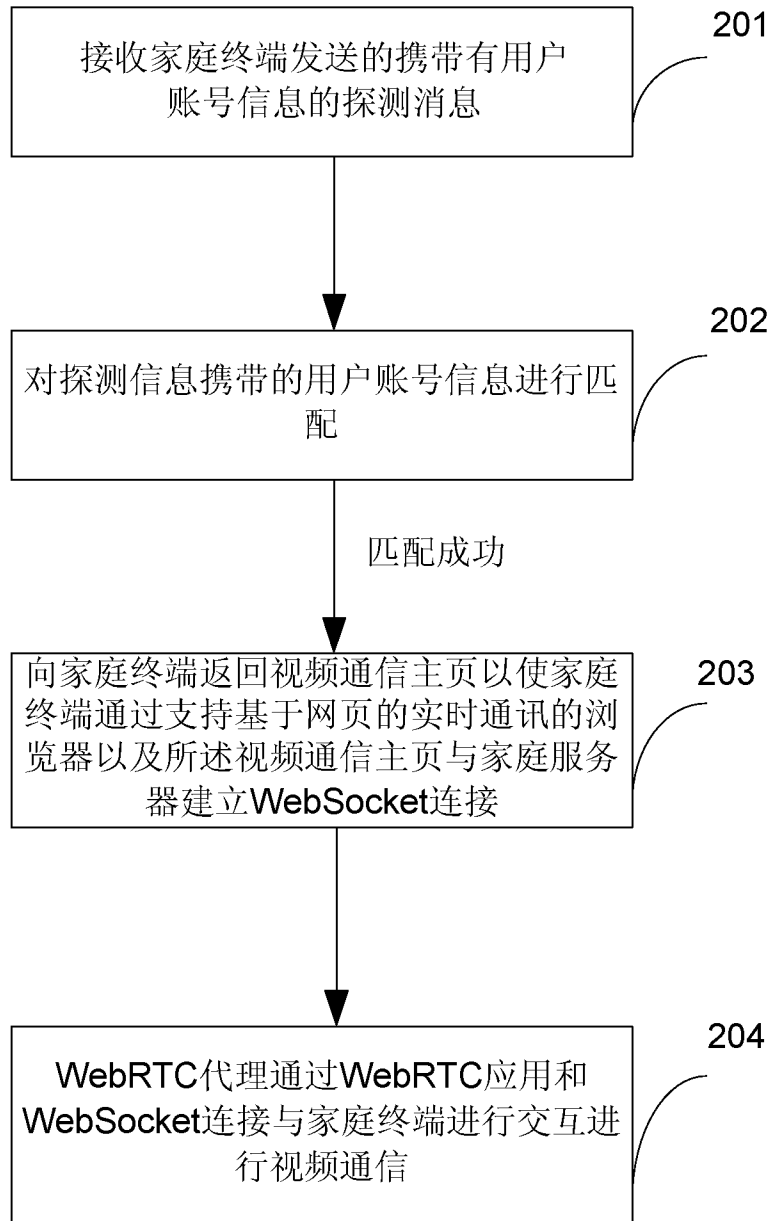 接收家庭终端发送的携带有用户
账号信息的探测消息
201
对探测信息携带的用户账号信息进行匹
配
202
匹配成功
向家庭终端返回视频通信主页以使家庭
终端通过支持基于网页的实时通讯的浏
览器以及所述视频通信主页与家庭服务
器建立WebSocket连接
203
WebRTC代理通过WebRTC应用和
WebSocket连接与家庭终端进行交互进
行视频通信
204